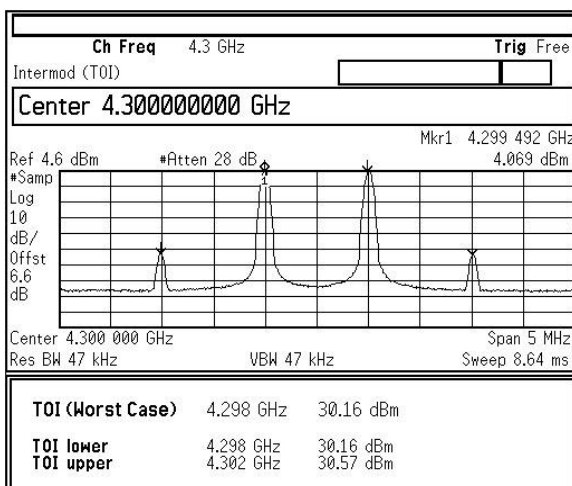 Ch Freq 4.3 GHz Trig Free
Intermod (TOI)
Center 4.300000000 GHz
Mkr1 4.299 492 GHz
Ref 4.6 dBm #Atten 28 dB 4.069 dBm
#Samp
Log
10
dB/
Offst
6.6
dB
1
Center 4.300 000 GHz Span 5 MHz
Res BW 47 kHz VBW 47 kHz Sweep 8.64 ms
TOI (Worst Case) 4.298 GHz 30.16 dBm
TOI lower 4.298 GHz 30.16 dBm
TOI upper 4.302 GHz 30.57 dBm